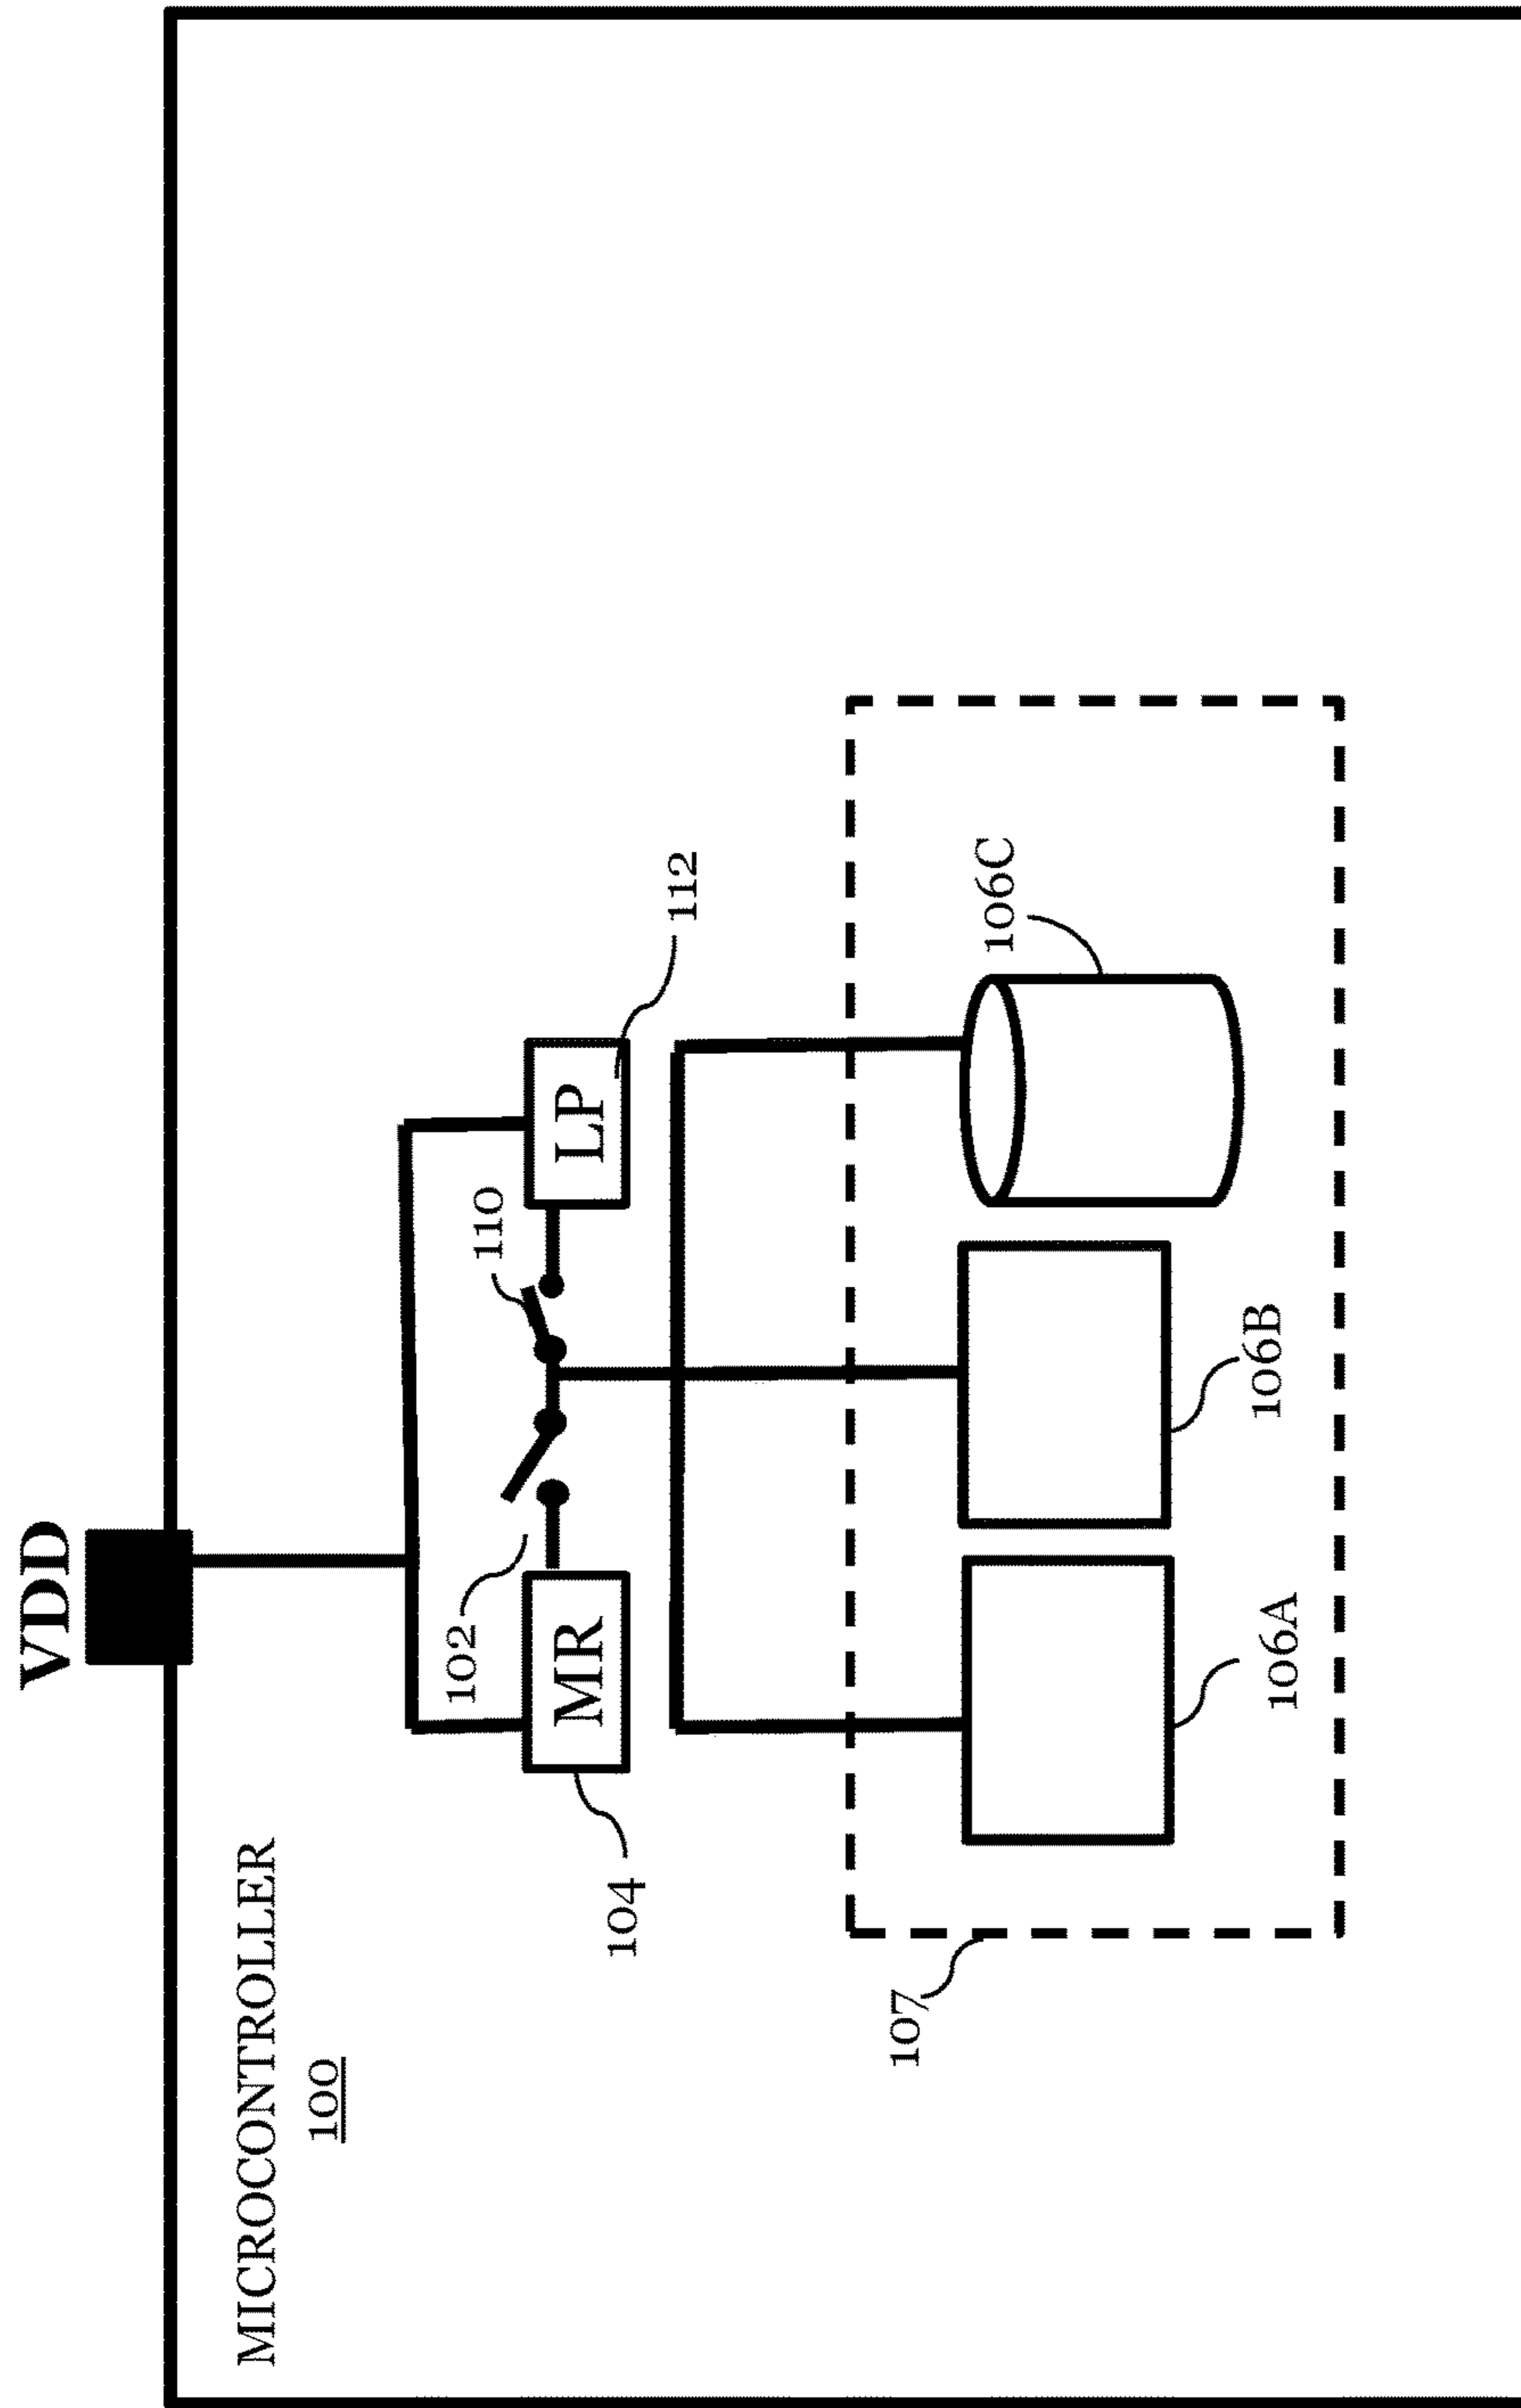 VDD
MICROCONTROLLER
100
102
110
MR
LP
104
112
107
106C
106A
106B